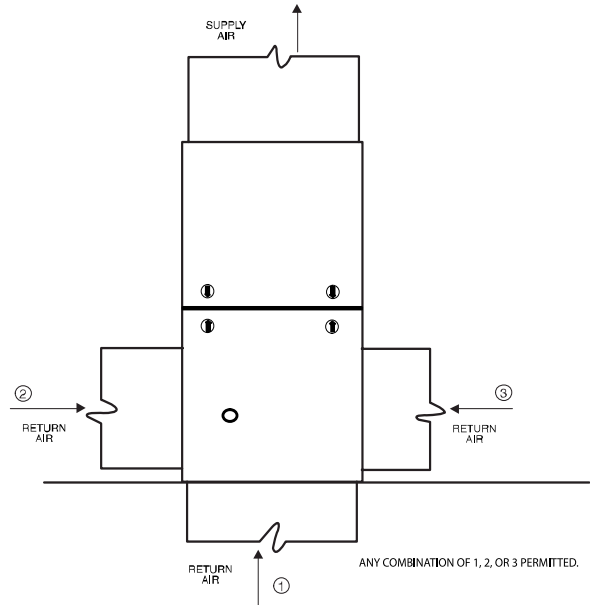 SUPPLY
AIR
②
③
RETURN
AIR
RETURN
AIR
ANY COMBINATION OF 1, 2, OR 3 PERMITTED.
RETURN
AIR
①